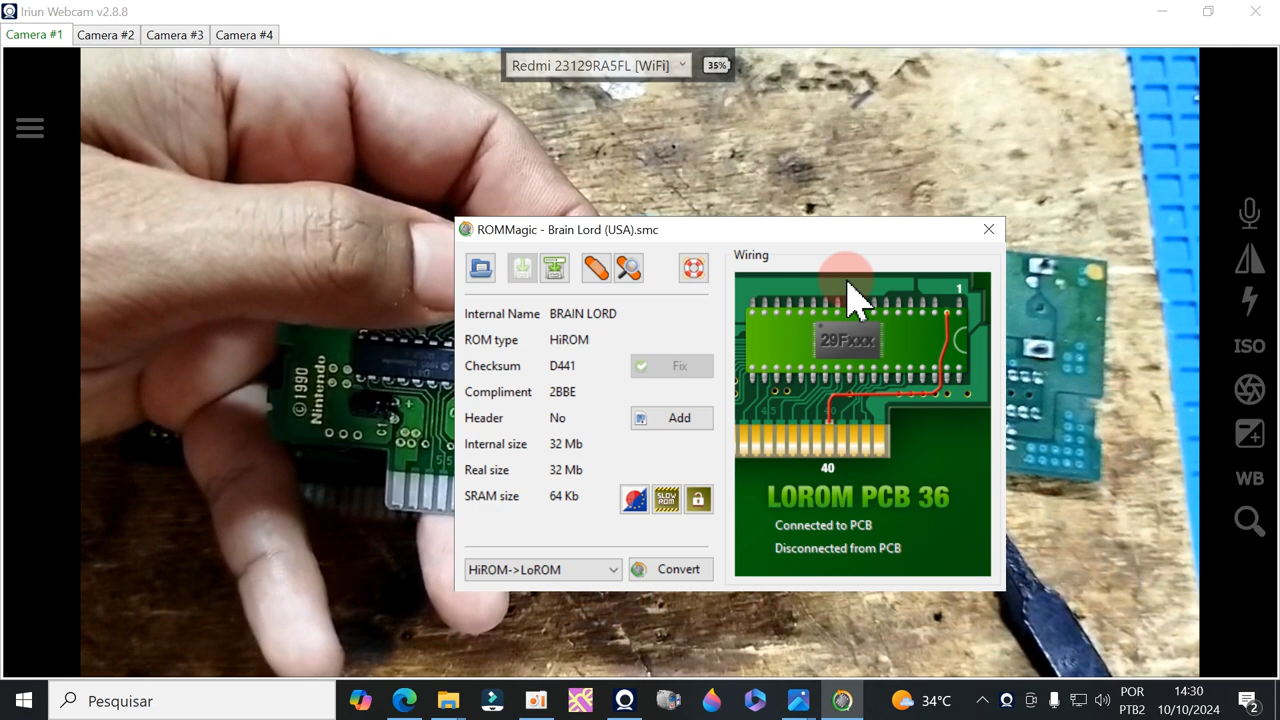 Iriun Webcam v2.8.8
Camera #1 Camera #2 Camera #3 Camera #4
Redmi 23129RA5FL [WiFi] 35%
ROMMagic - Brain Lord (USA).smc
Wiring
Internal Name BRAIN LORD
ROM type HiROM
Checksum D441 Fix
Compliment 2BBE
Header No Add
Internal size 32 Mb
Real size 32 Mb
SRAM size 64 Kb
SLOW ROM
HiROM->LoROM Convert
1
29Fxxx
45
40
LOROM PCB 36
Connected to PCB
Disconnected from PCB
©1990
Nintendo
C1
ISO
WB
Pesquisar
34°C
POR
PTB2
14:30
10/10/2024
2